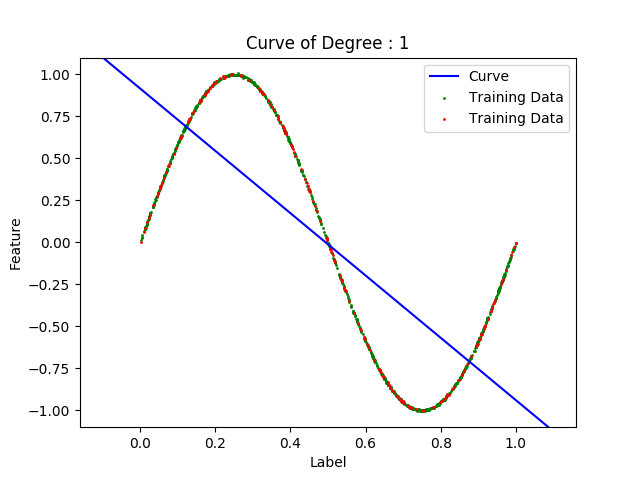 Curve of Degree : 1
Curve
Training Data
Training Data
1.00
0.75
0.50
0.25
0.00
−0.25
−0.50
−0.75
−1.00
Feature
0.0 0.2 0.4 0.6 0.8 1.0
Label